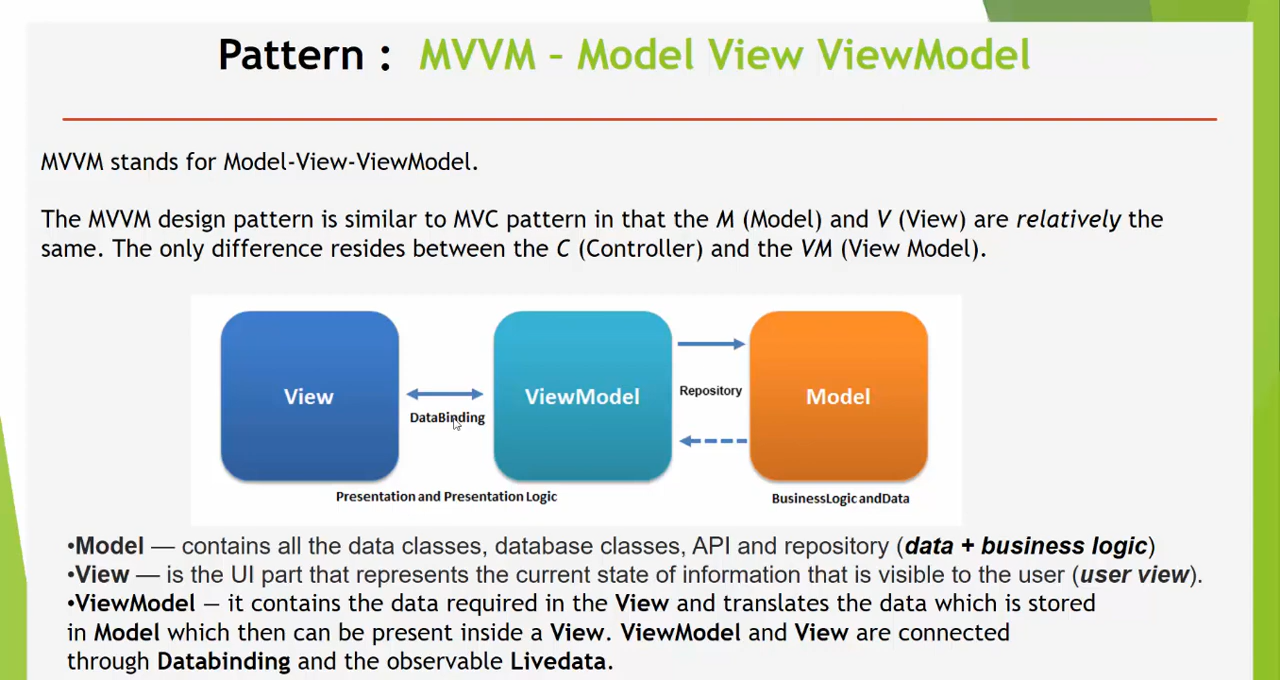 Pattern : MVVM – Model View ViewModel
MVVM stands for Model-View-ViewModel.
The MVVM design pattern is similar to MVC pattern in that the M (Model) and V (View) are relatively the
same. The only difference resides between the C (Controller) and the VM (View Model).
View
DataBinding
ViewModel
Repository
Model
Presentation and Presentation Logic
BusinessLogic andData
•Model — contains all the data classes, database classes, API and repository (data + business logic)
•View — is the UI part that represents the current state of information that is visible to the user (user view).
•ViewModel — it contains the data required in the View and translates the data which is stored
in Model which then can be present inside a View. ViewModel and View are connected
through Databinding and the observable Livedata.